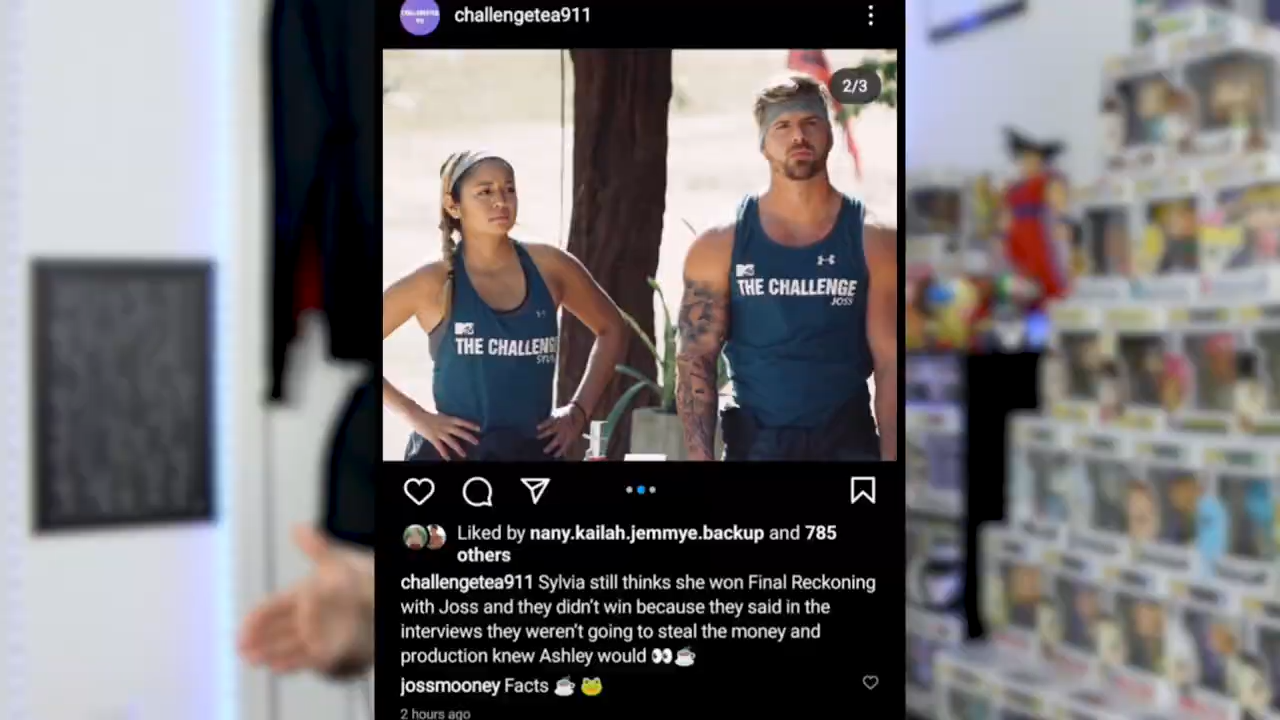 challengetea911
2/3
THE CHALLENGE
JOSS
THE CHALLENGE
Liked by nany.kailah.jemmye.backup and 785
others
challengetea911 Sylvia still thinks she won Final Reckoning
with Joss and they didn't win because they said in the
interviews they weren't going to steal the money and
production knew Ashley would 👀☕
jossmooney Facts ☕ 🐸
2 hours ago